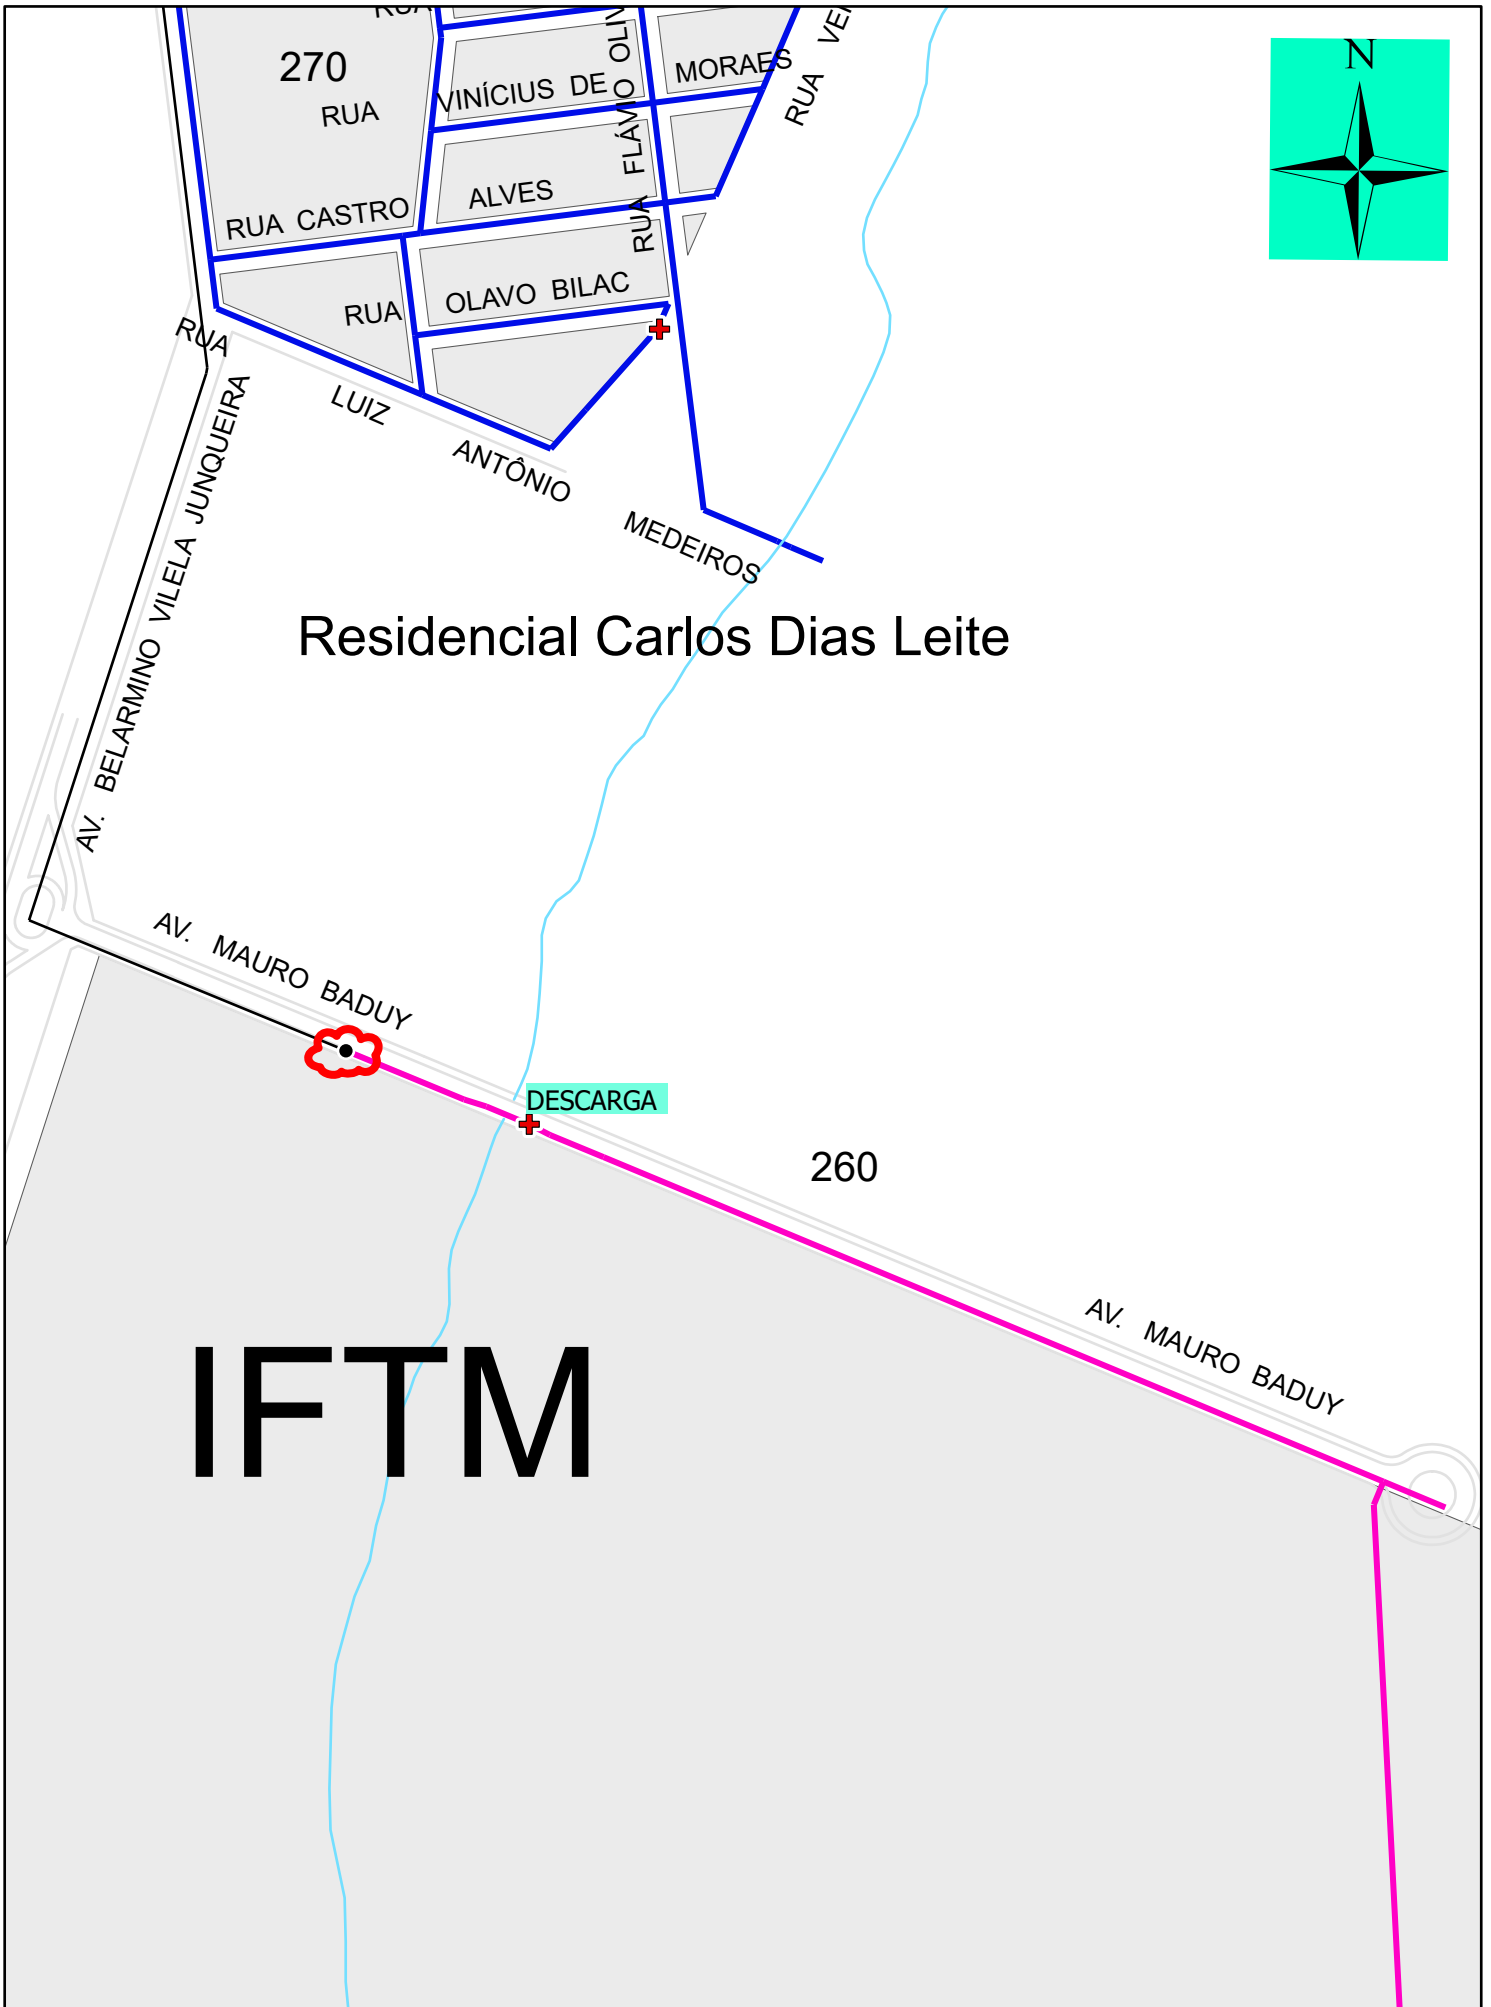 N
270
RUA VINÍCIUS DE MORAES
RUA CASTRO ALVES
RUA FLÁVIO
RUA OLAVO BILAC
RUA
RUA LUIZ ANTÔNIO MEDEIROS
AV. BELARMINO VILELA JUNQUEIRA
Residencial Carlos Dias Leite
AV. MAURO BADUY
DESCARGA
260
AV. MAURO BADUY
IFTM